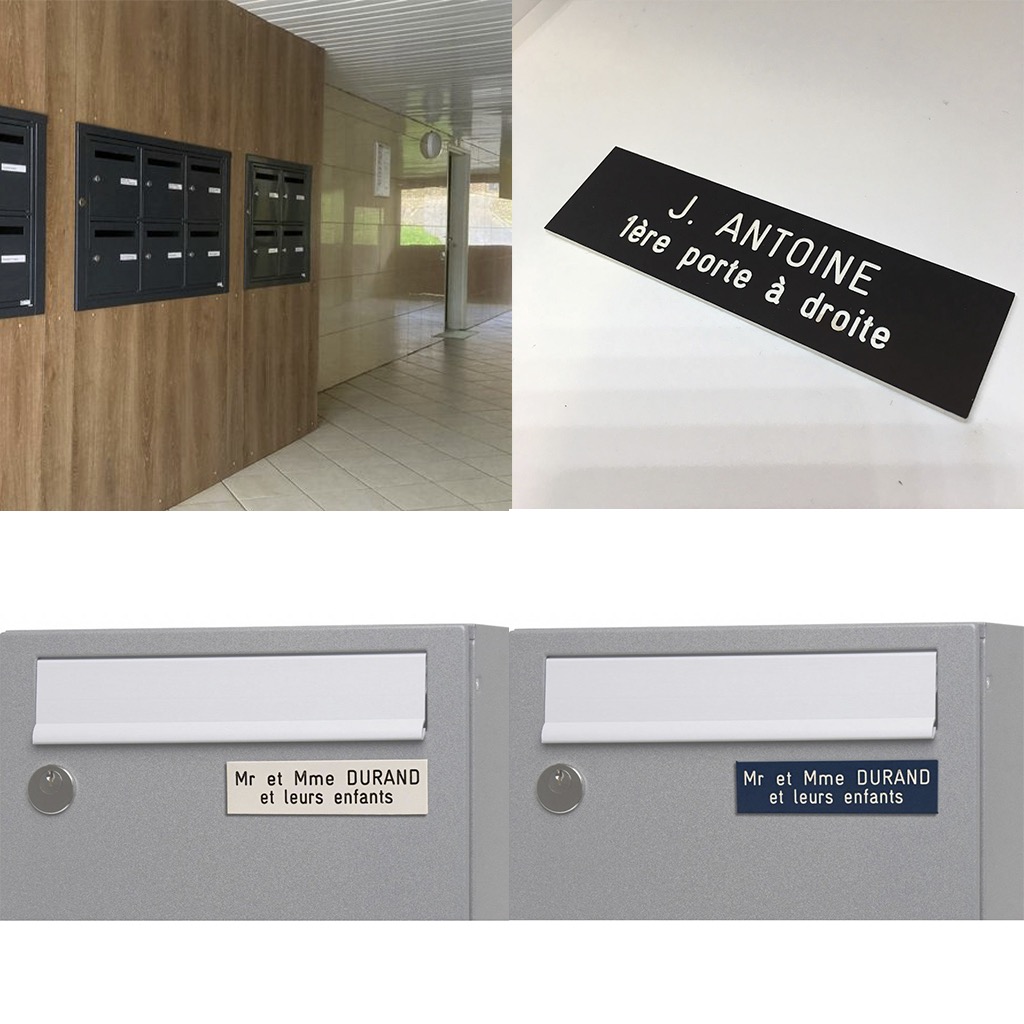 J. ANTOINE
1ère porte à droite
Mr et Mme DURAND
et leurs enfants
Mr et Mme DURAND
et leurs enfants